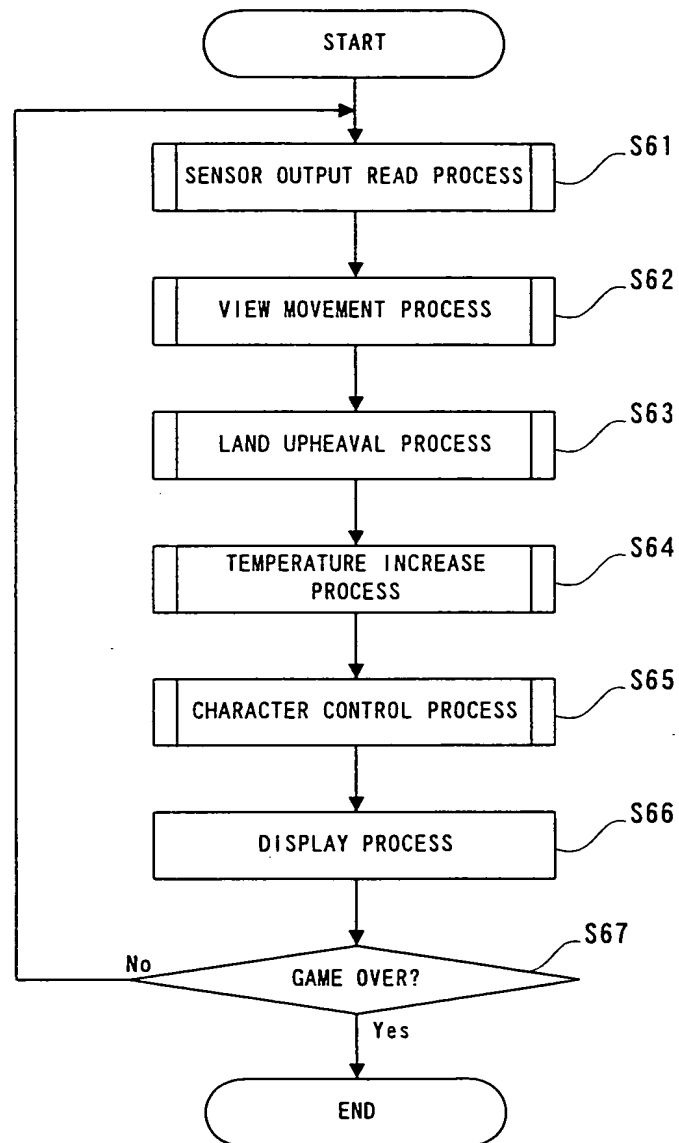 START
SENSOR OUTPUT READ PROCESS
S61
VIEW MOVEMENT PROCESS
S62
LAND UPHEAVAL PROCESS
S63
TEMPERATURE INCREASE
PROCESS
S64
CHARACTER CONTROL PROCESS
S65
DISPLAY PROCESS
S66
GAME OVER?
S67
No
Yes
END